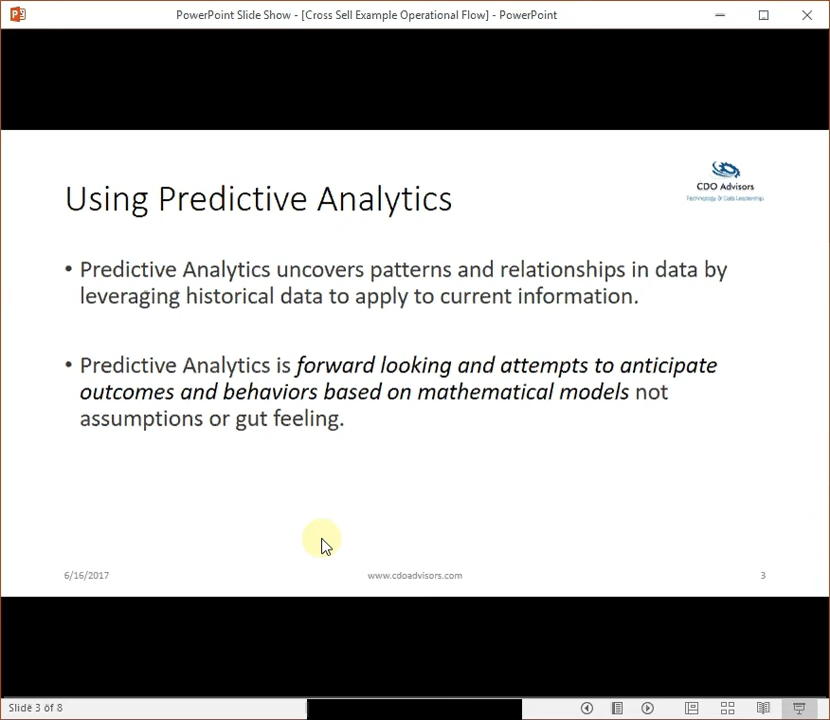 PowerPoint Slide Show - [Cross Sell Example Operational Flow] - PowerPoint
CDO Advisors
Technology & Data Leadership
Using Predictive Analytics
• Predictive Analytics uncovers patterns and relationships in data by
leveraging historical data to apply to current information.
• Predictive Analytics is forward looking and attempts to anticipate
outcomes and behaviors based on mathematical models not
assumptions or gut feeling.
6/16/2017
www.cdoadvisors.com
3
Slide 3 of 8